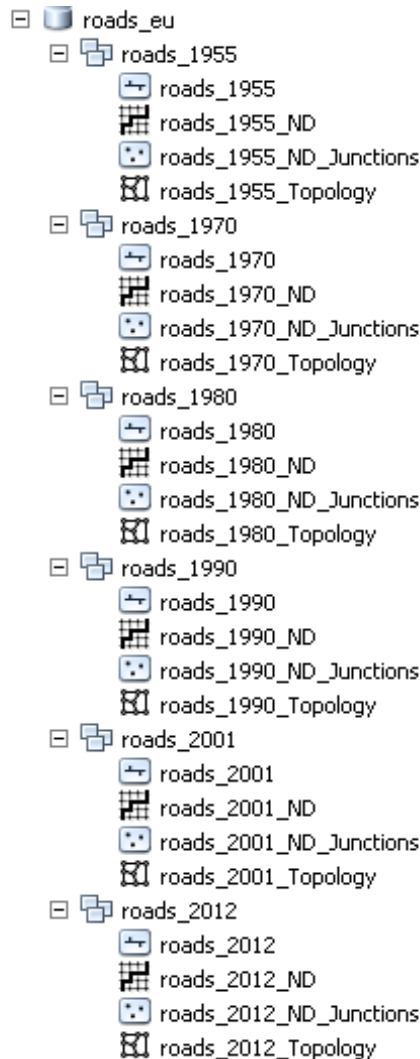 roads_eu
roads_1955
roads_1955
roads_1955_ND
roads_1955_ND_Junctions
roads_1955_Topology
roads_1970
roads_1970
roads_1970_ND
roads_1970_ND_Junctions
roads_1970_Topology
roads_1980
roads_1980
roads_1980_ND
roads_1980_ND_Junctions
roads_1980_Topology
roads_1990
roads_1990
roads_1990_ND
roads_1990_ND_Junctions
roads_1990_Topology
roads_2001
roads_2001
roads_2001_ND
roads_2001_ND_Junctions
roads_2001_Topology
roads_2012
roads_2012
roads_2012_ND
roads_2012_ND_Junctions
roads_2012_Topology